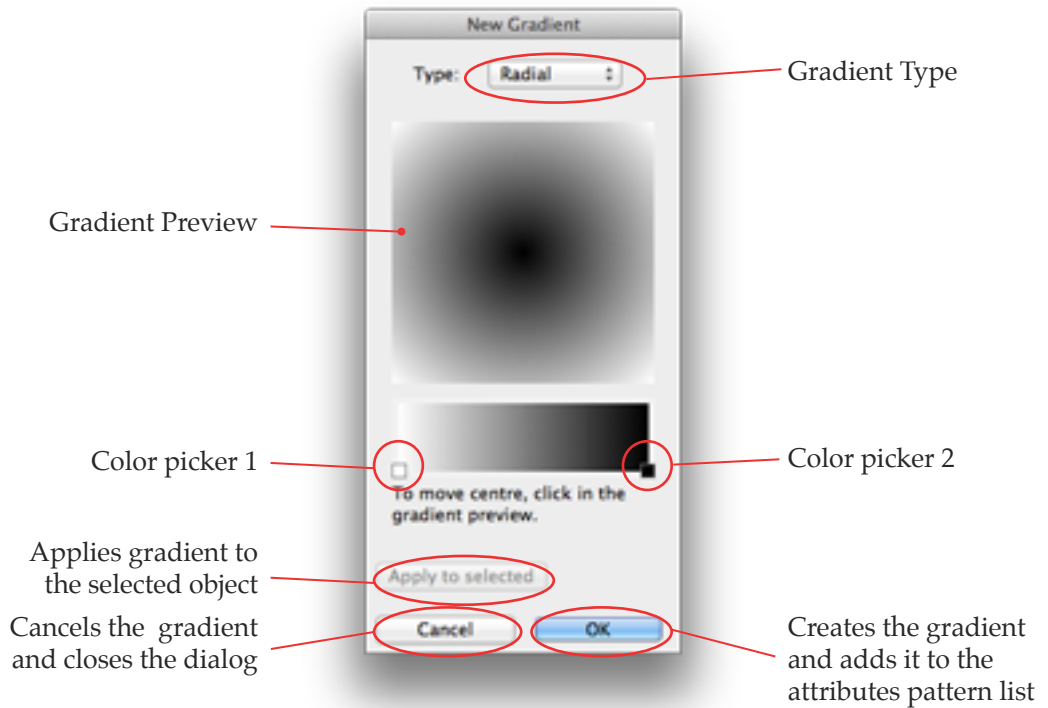 New Gradient
Type: Radial
Gradient Type
Gradient Preview
Color picker 1
Color picker 2
To move centre, click in the
gradient preview.
Applies gradient to
the selected object
Apply to selected
Cancels the gradient
and closes the dialog
Cancel
OK
Creates the gradient
and adds it to the
attributes pattern list